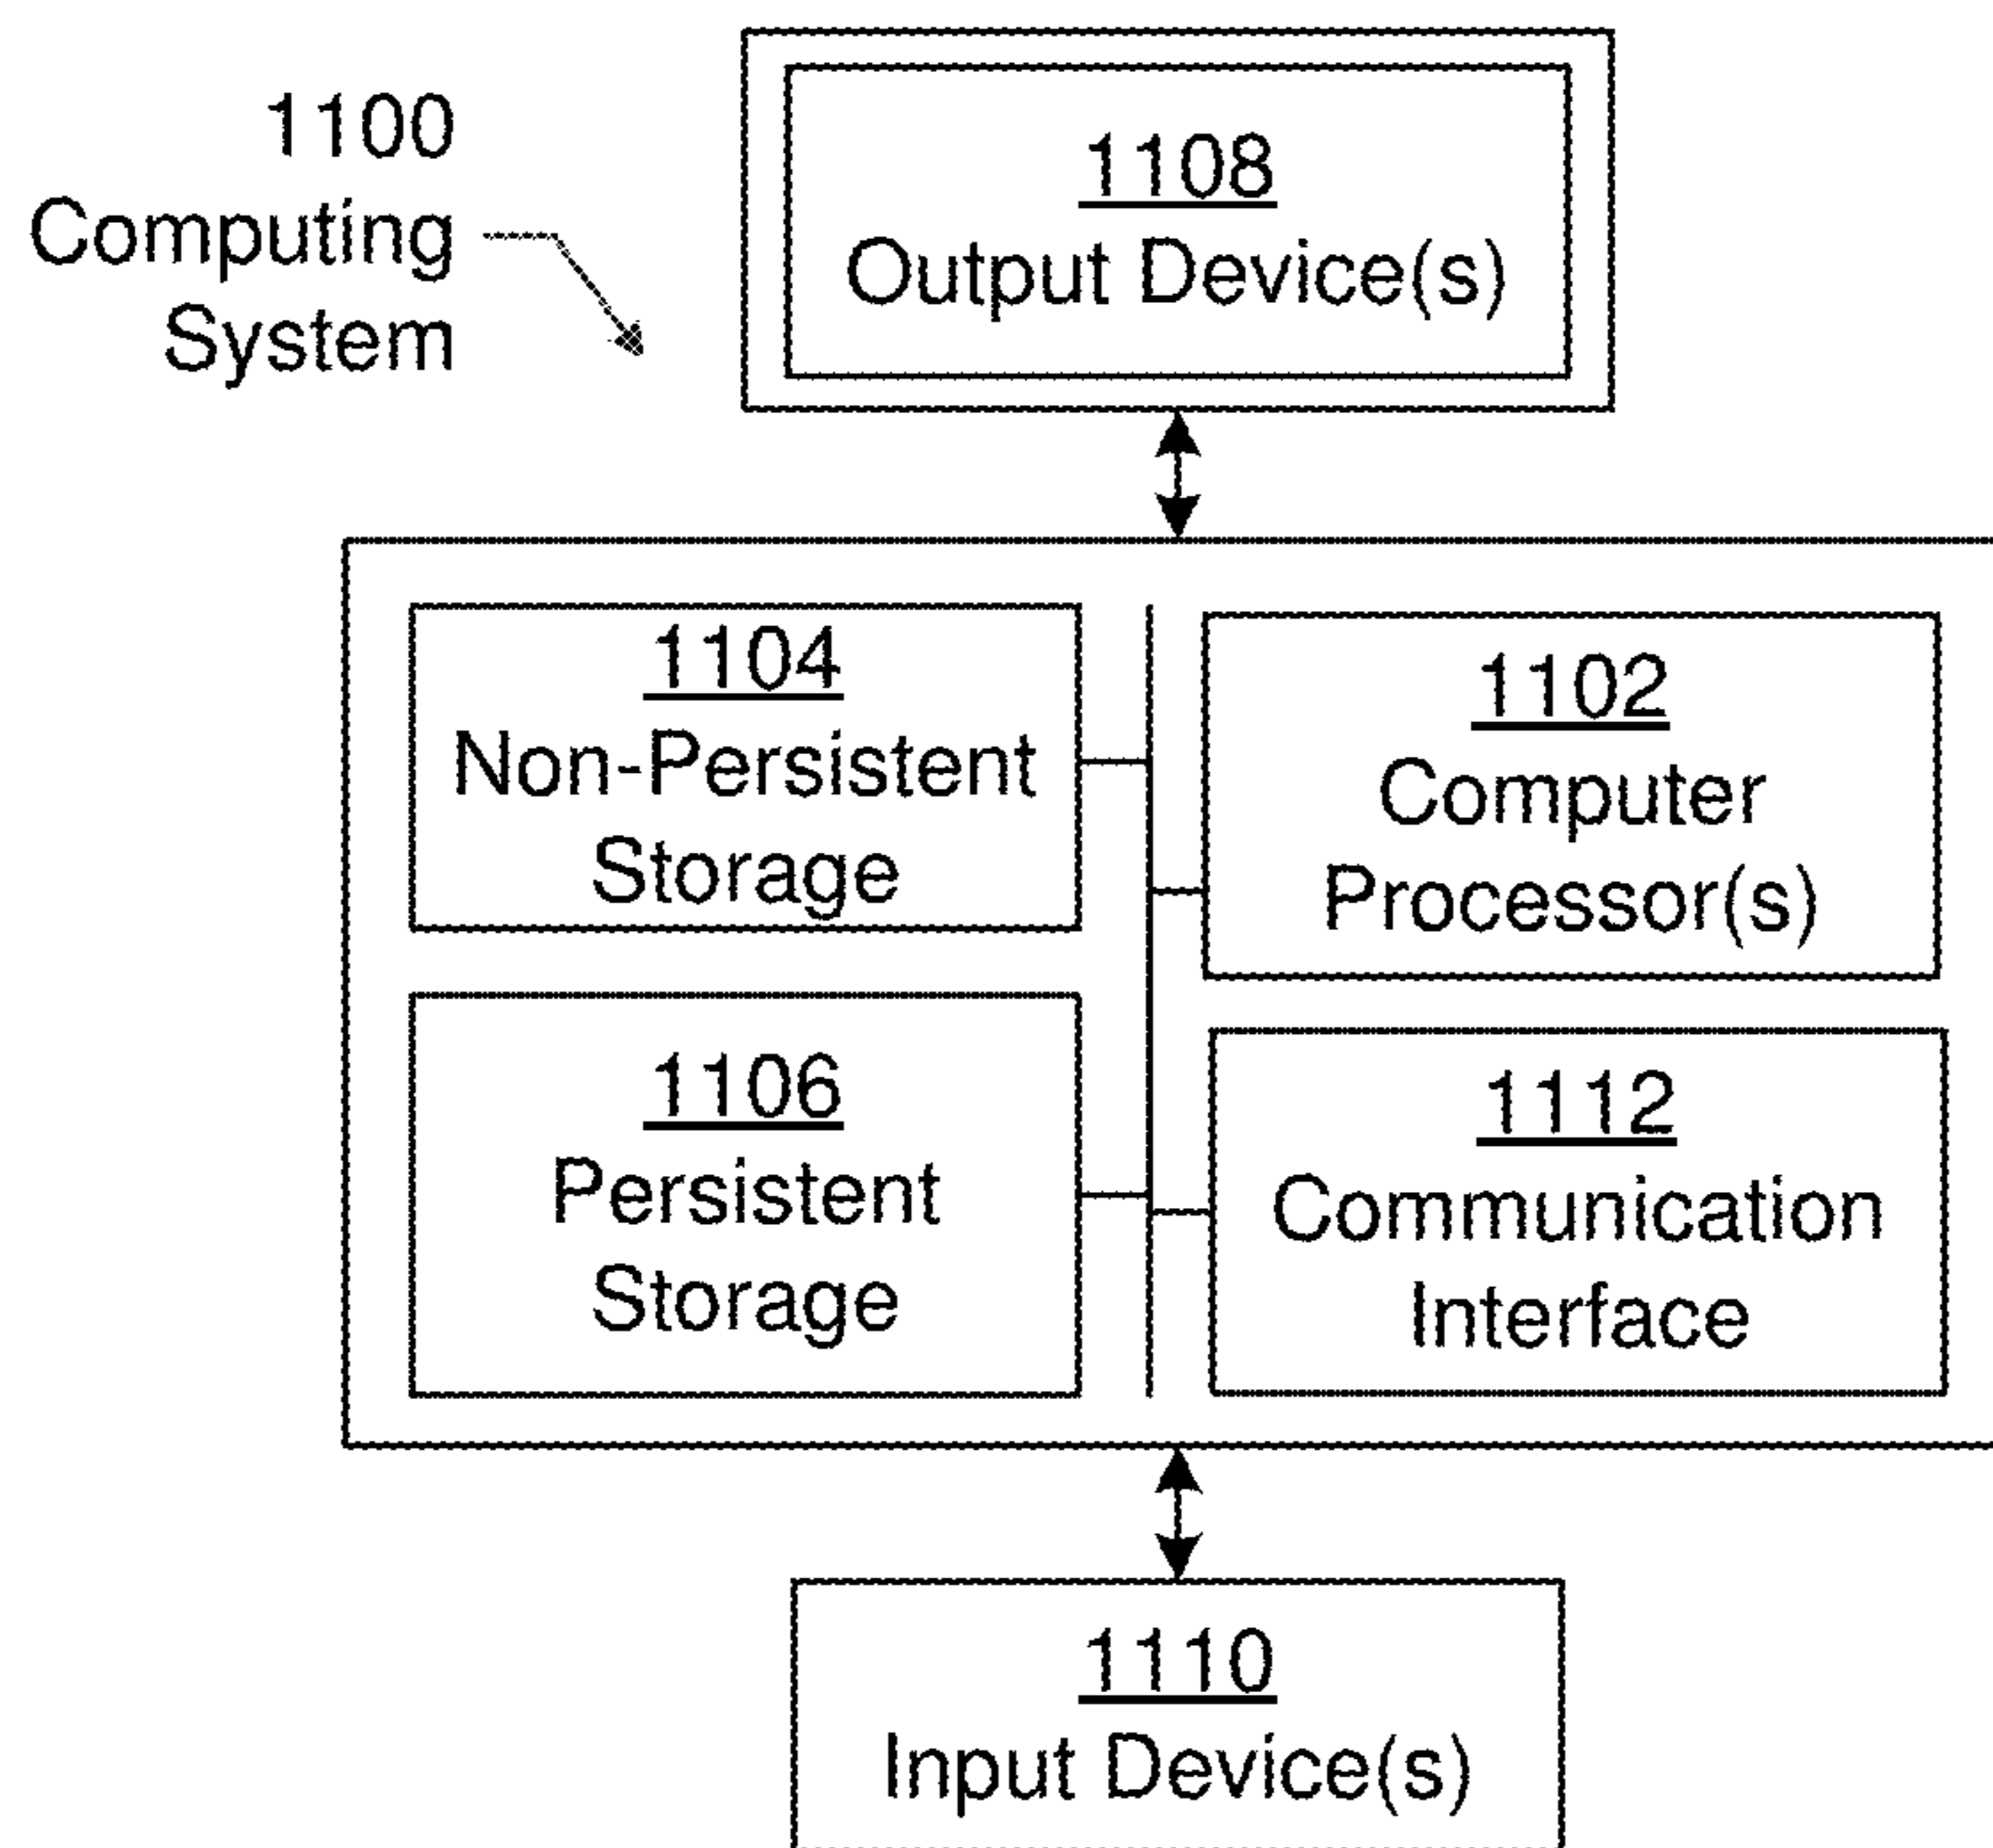 1100
Computing
System
1108
Output Device(s)
1104
Non-Persistent
Storage
1102
Computer
Processor(s)
1106
Persistent
Storage
1112
Communication
Interface
1110
Input Device(s)